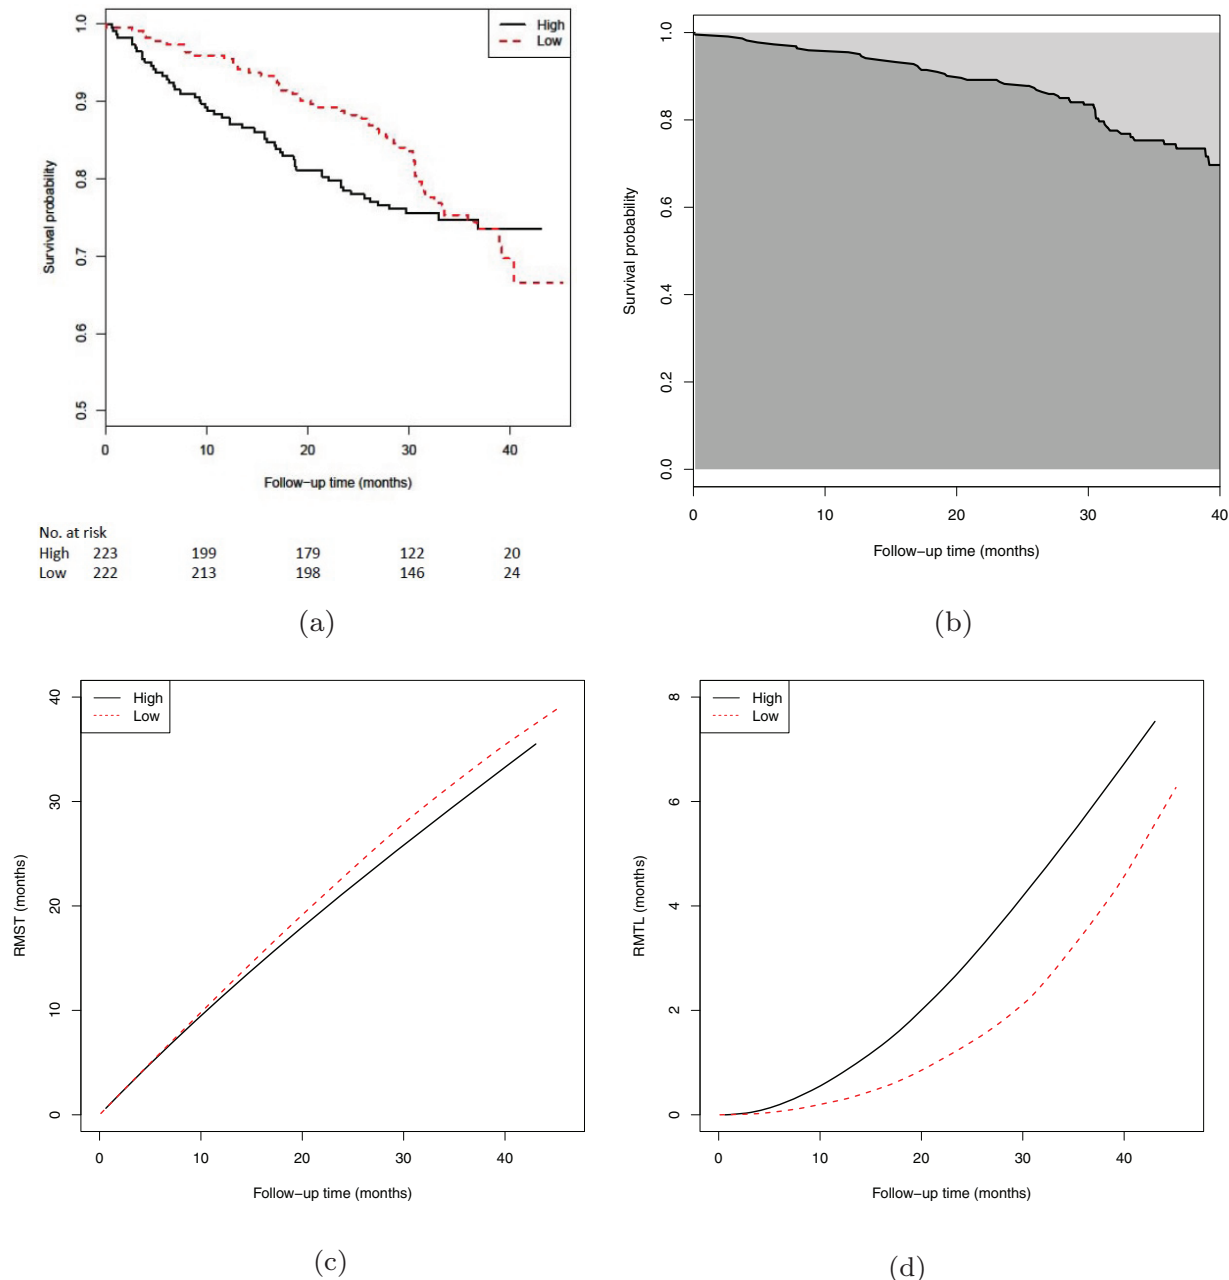 (a)
High
Low
1.0
0.9
0.8
0.7
0.6
0.5
Survival probability
0 10 20 30 40
Follow-up time (months)
No. at risk
High 223 199 179 122 20
Low 222 213 198 146 24
(a)
1.0
0.8
0.6
0.4
0.2
0.0
Survival probability
0 10 20 30 40
Follow-up time (months)
(b)
High
Low
40
30
20
10
0
RMST (months)
0 10 20 30 40
Follow-up time (months)
(c)
High
Low
8
6
4
2
0
RMTL (months)
0 10 20 30 40
Follow-up time (months)
(d)